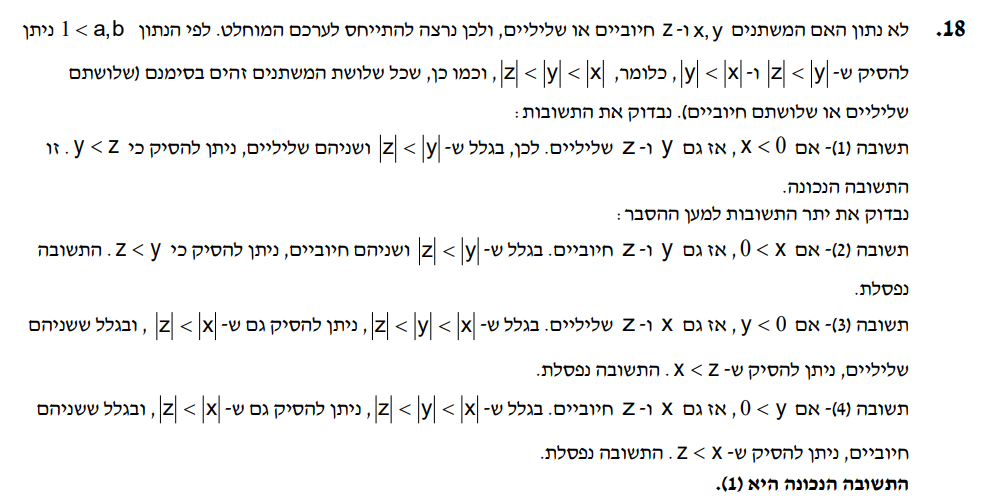 18. לא נתון האם המשתנים x, y ו-z חיוביים או שליליים, ולכן נרצה להתייחס לערכם המוחלט. לפי הנתון 1 < a,b ניתן
להסיק ש- |z| < |y| ו- |y| < |x|, כלומר, |z| < |y| < |x|, וכמו כן, שכל שלושת המשתנים זהים בסימנם (שלושתם
שליליים או שלושתם חיוביים). נבדוק את התשובות:
תשובה (1)- אם x < 0, אז גם y ו-z שליליים. לכן, בגלל ש- |z| < |y| ושניהם שליליים, ניתן להסיק כי y < z. זו
התשובה הנכונה.
נבדוק את יתר התשובות למען ההסבר:
תשובה (2)- אם 0 < x, אז גם y ו-z חיוביים. בגלל ש- |z| < |y| ושניהם חיוביים, ניתן להסיק כי z < y. התשובה
נפסלת.
תשובה (3)- אם y < 0, אז גם x ו-z שליליים. בגלל ש- |z| < |y| < |x|, ניתן להסיק גם ש- |z| < |x|, ובגלל ששניהם
שליליים, ניתן להסיק ש- x < z. התשובה נפסלת.
תשובה (4)- אם 0 < y, אז גם x ו-z חיוביים. בגלל ש- |z| < |y| < |x|, ניתן להסיק גם ש- |z| < |x|, ובגלל ששניהם
חיוביים, ניתן להסיק ש- z < x. התשובה נפסלת.
התשובה הנכונה היא (1).